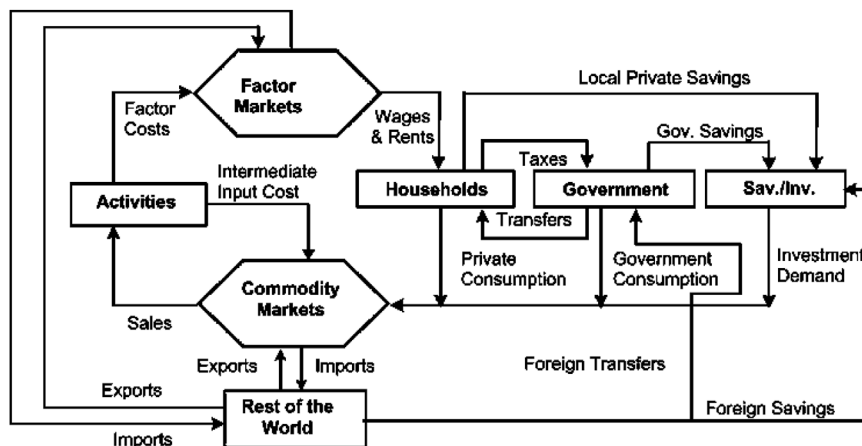 Factor
Markets
Local Private Savings
Factor
Costs
Wages
& Rents
Gov. Savings
Taxes
Intermediate
Input Cost
Activities
Households
Government
Sav./Inv.
Transfers
Private
Consumption
Government
Consumption
Investment
Demand
Commodity
Markets
Sales
Exports
Imports
Foreign Transfers
Exports
Rest of the
World
Foreign Savings
Imports